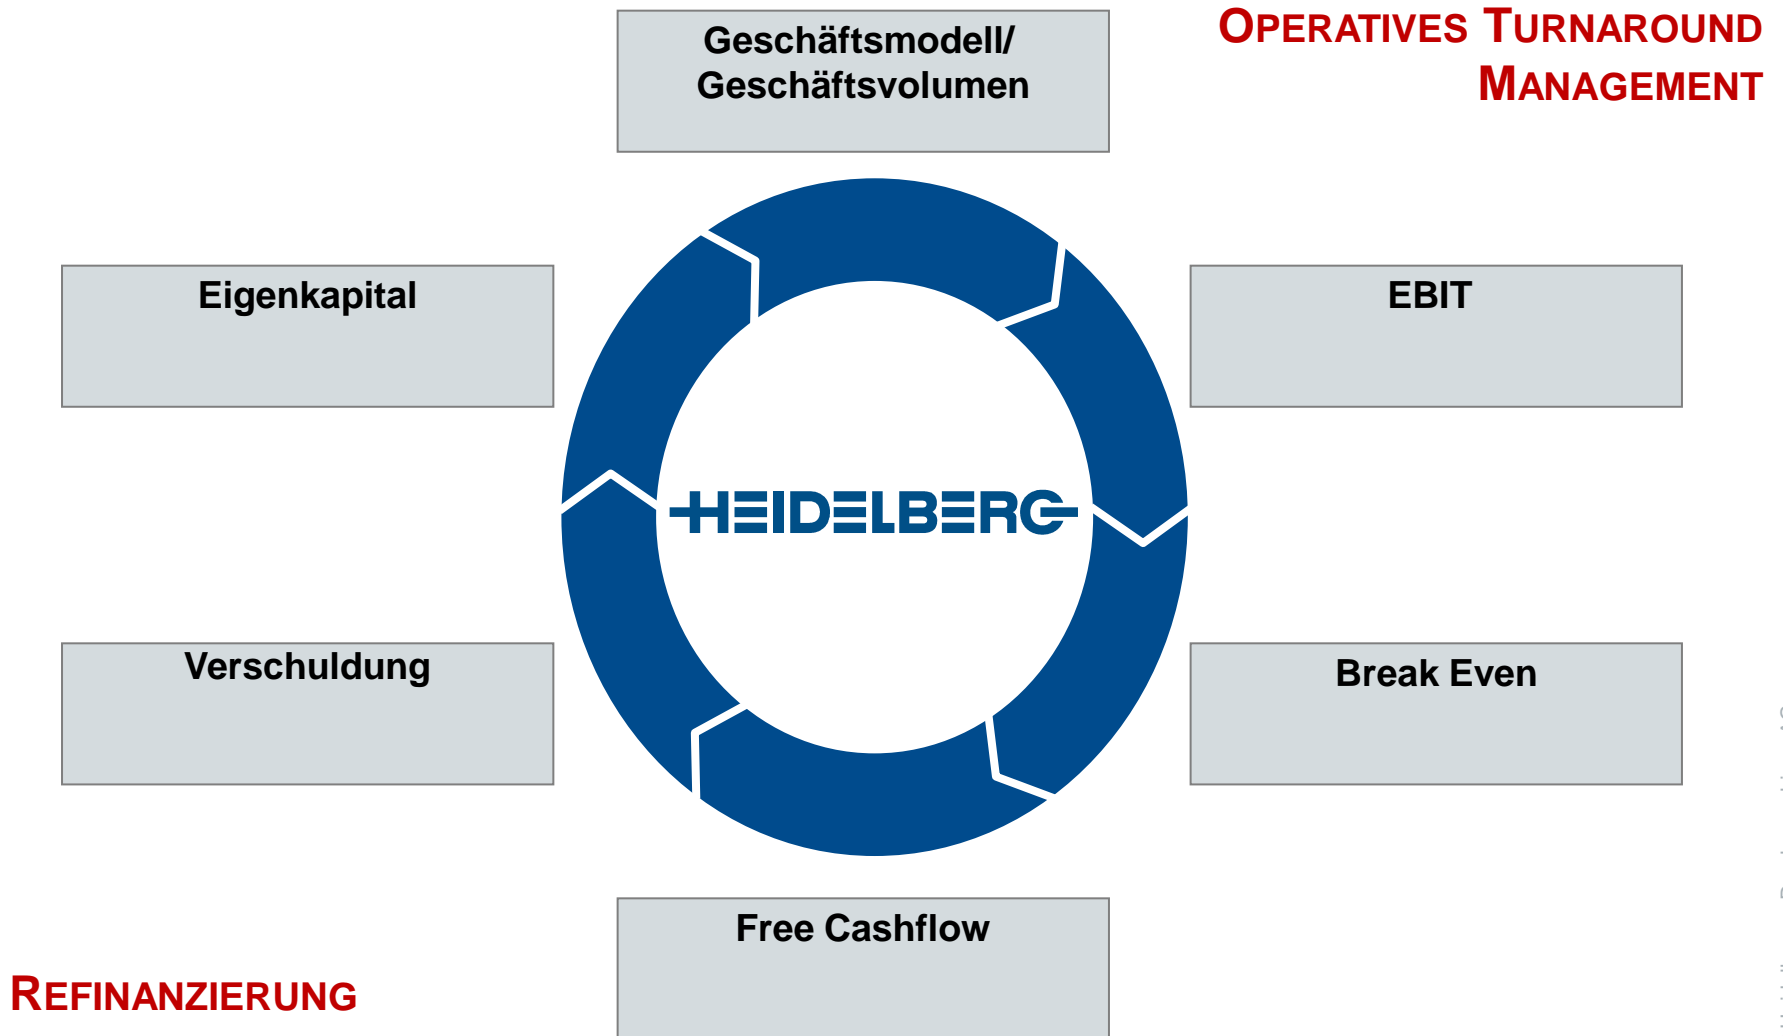 Geschäftsmodell/
Geschäftsvolumen
OPERATIVES TURNAROUND
MANAGEMENT
Eigenkapital
EBIT
HEIDELBERG
Verschuldung
Break Even
Free Cashflow
REFINANZIERUNG